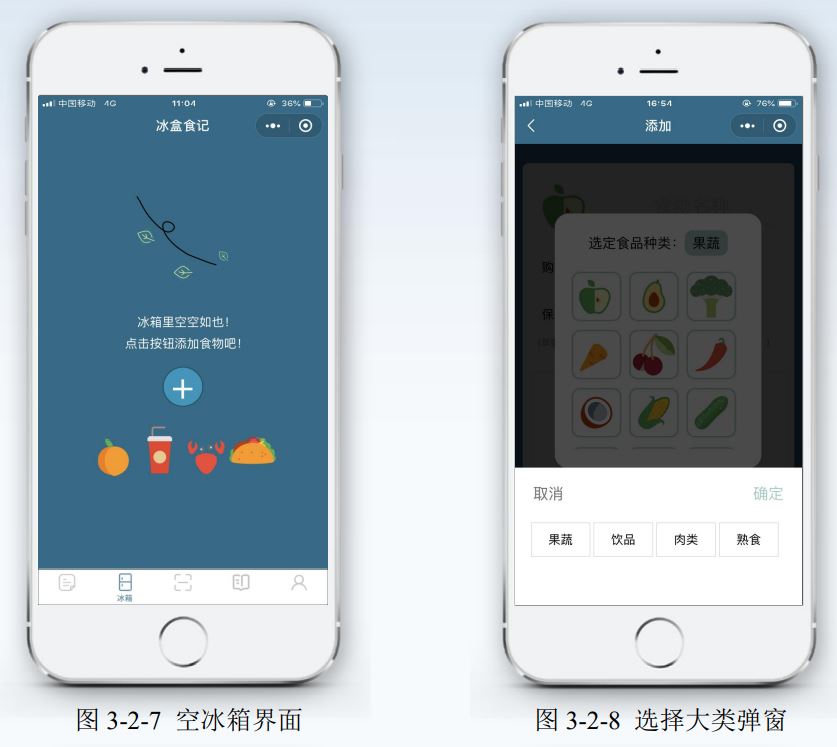 中国移动 4G 11:04 36%
冰盒食记
冰箱里空空如也！
点击按钮添加食物吧！
冰箱
图 3-2-7 空冰箱界面
中国移动 4G 16:54 76%
添加
选定食品种类： 果蔬
购
保
取消 确定
果蔬 饮品 肉类 熟食
图 3-2-8 选择大类弹窗